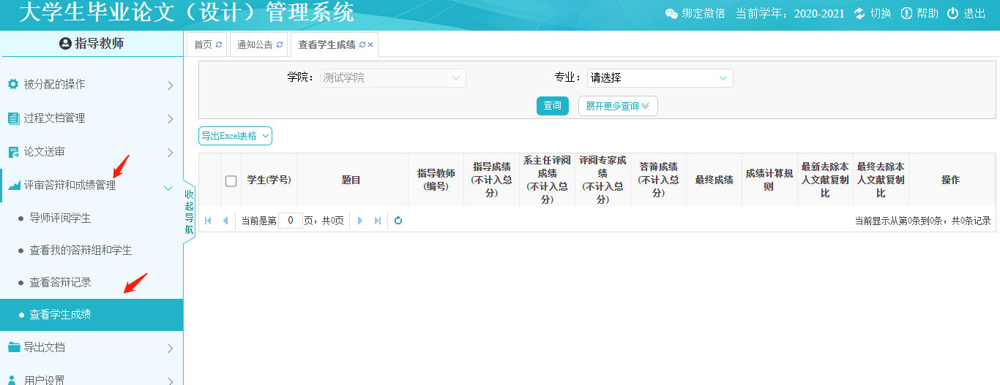 大学生毕业论文（设计）管理系统
绑定微信 当前学年：2020-2021 切换 帮助 退出
指导教师
首页
通知公告
查看学生成绩
被分配的操作
过程文档管理
论文送审
评审答辩和成绩管理
导师评阅学生
查看我的答辩组和学生
查看答辩记录
查看学生成绩
导出文档
用户设置
收起导航
学院：
测试学院
专业：
请选择
查询
展开更多查询
导出Excel表格
学生(学号)
题目
指导教师
(编号)
指导成绩
(不计入总
分)
系主任评阅
成绩
(不计入总
分)
评阅专家成
绩
(不计入总
分)
答辩成绩
(不计入总
分)
最终成绩
成绩计算规
则
最新去除本
人文献复制
比
最终去除本
人文献复制
比
操作
当前是第 0 页，共0页
当前显示从第0条到0条，共0条记录